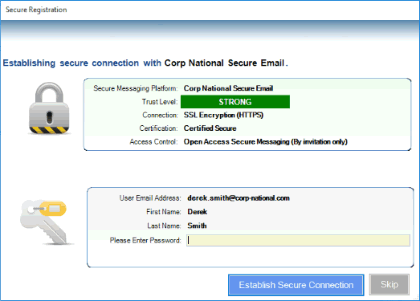 Secure Registration
Establishing secure connection with Corp National Secure Email.
Secure Messaging Platform: Corp National Secure Email
Trust Level: STRONG
Connection: SSL Encryption (HTTPS)
Certification: Certified Secure
Access Control: Open Access Secure Messaging (By invitation only)
User Email Address: derek.smith@corp-national.com
First Name: Derek
Last Name: Smith
Please Enter Password:
Establish Secure Connection Skip